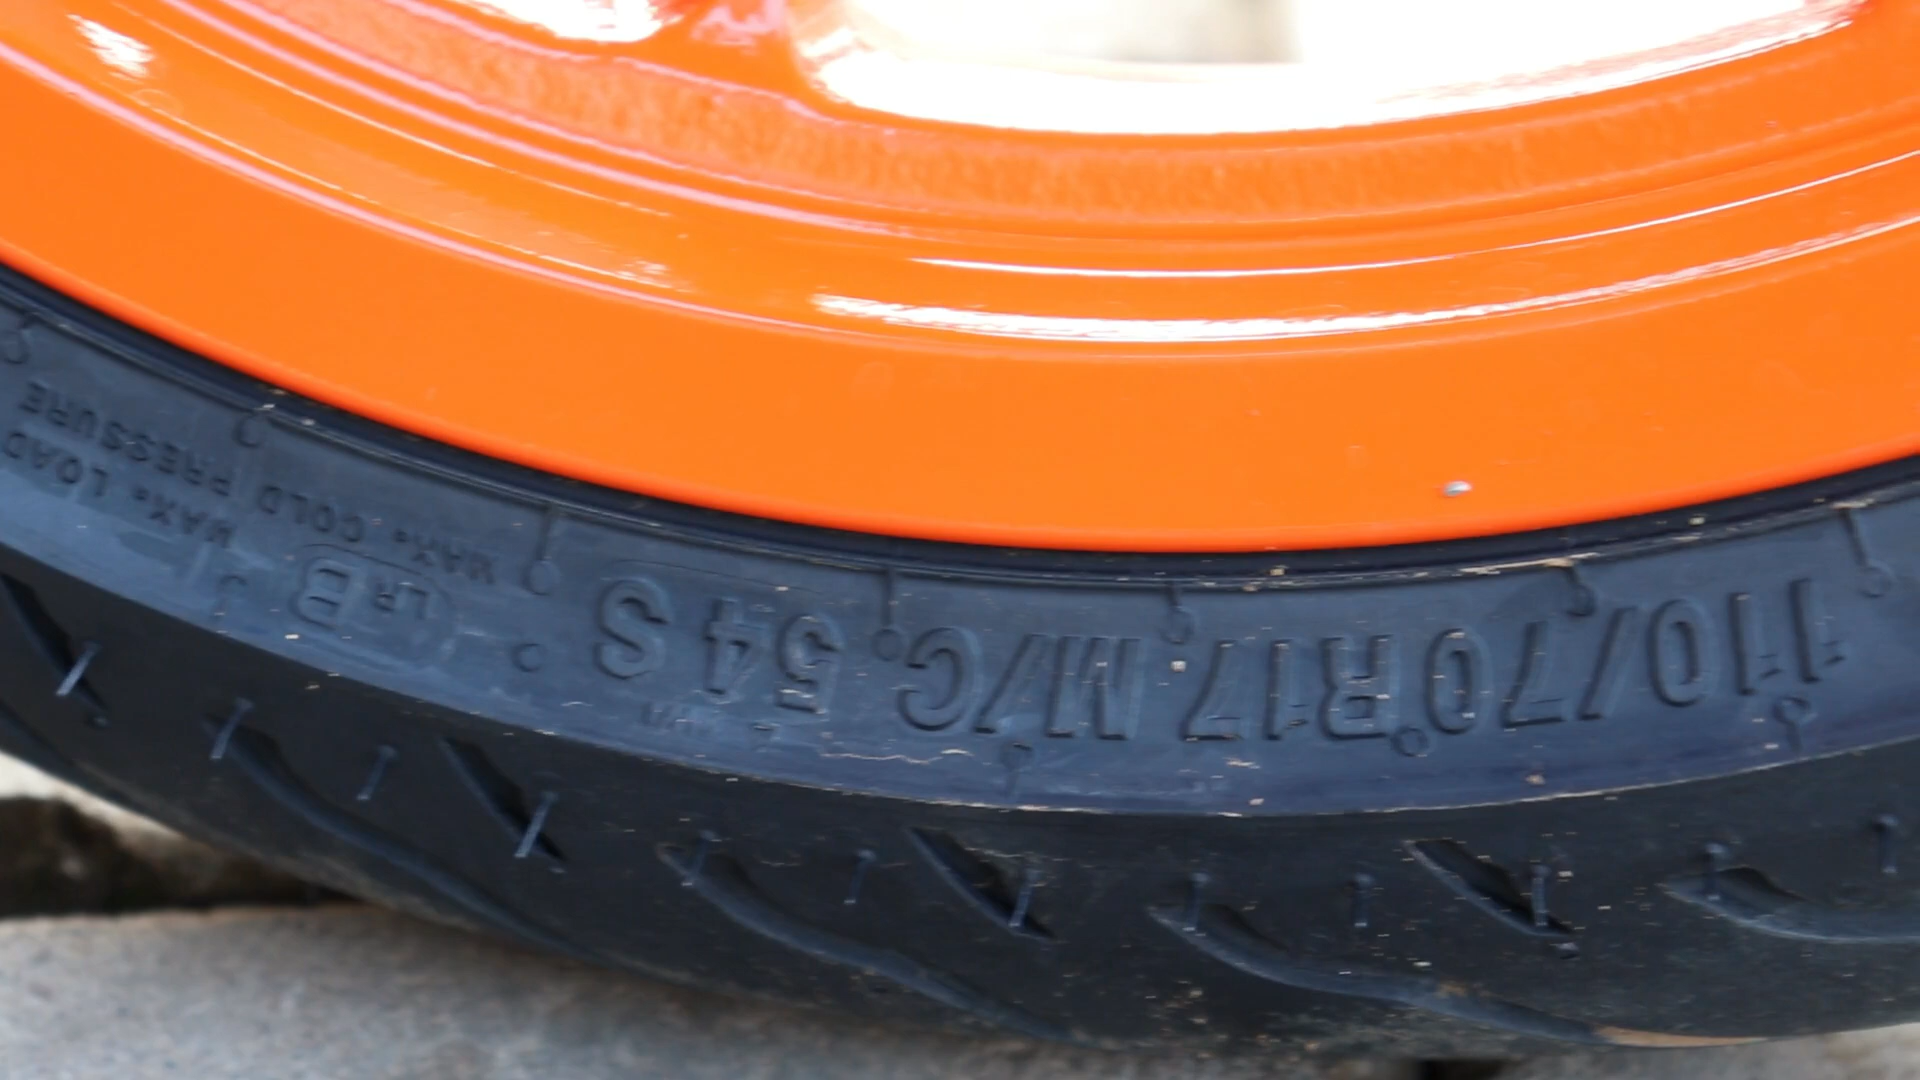 110/70 R17 M/C 54 S
LR B
MAX. COLD PRESSURE
MAX. LOAD